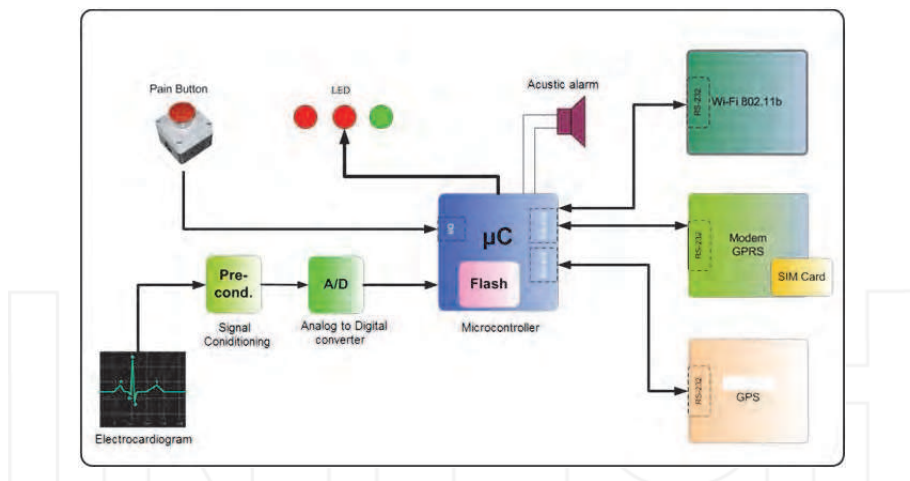 Pain Button
LED
Acustic alarm
RS-232
Wi-Fi 802.11b
µC
Flash
Microcontroller
RS-232
Modem
GPRS
SIM Card
Pre-
cond.
Signal
Conditioning
A/D
Analog to Digital
converter
RS-232
GPS
Electrocardiogram